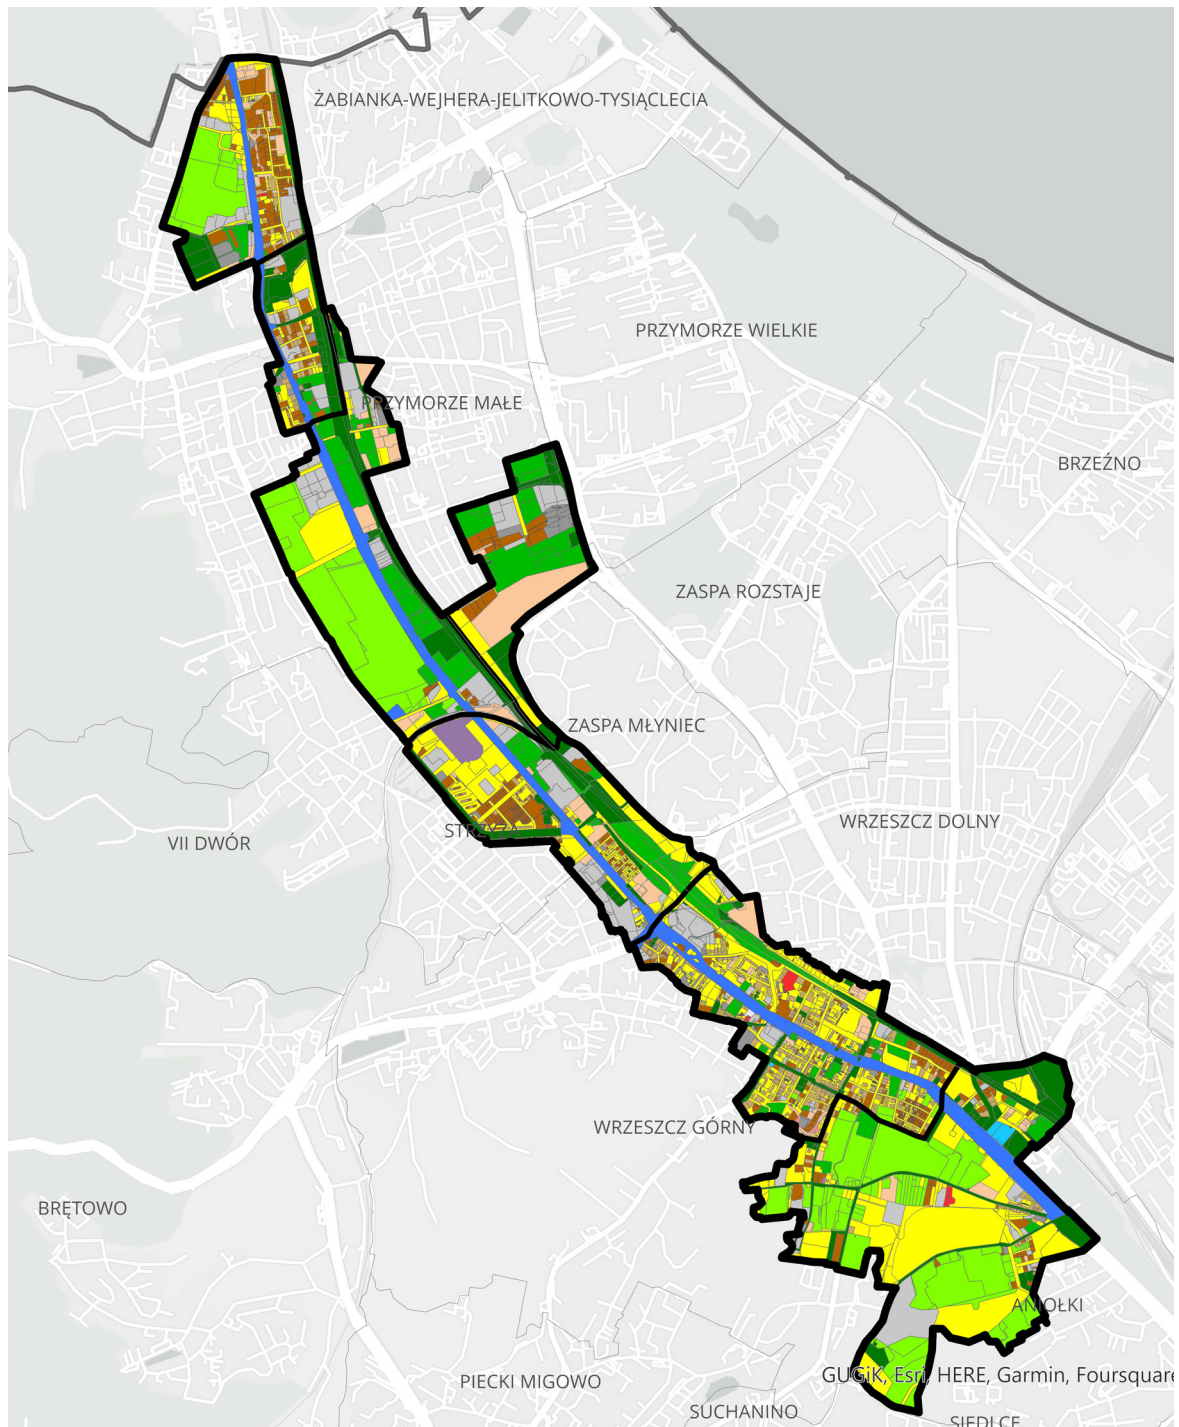 ŻABIANKA-WEJHERA-JELITKOWO-TYSIĄCLECIA
PRZYMORZE WIELKIE
PRZYMORZE MAŁE
BRZEŹNO
ZASPA ROZSTAJE
ZASPA MŁYNIEC
WRZESZCZ DOLNY
STRZYŻA
VII DWÓR
WRZESZCZ GÓRNY
BRĘTOWO
ANIOŁKI
GUGiK, Esri, HERE, Garmin, Foursquare
PIECKI MIGOWO
SUCHANINO
SIEDLCE